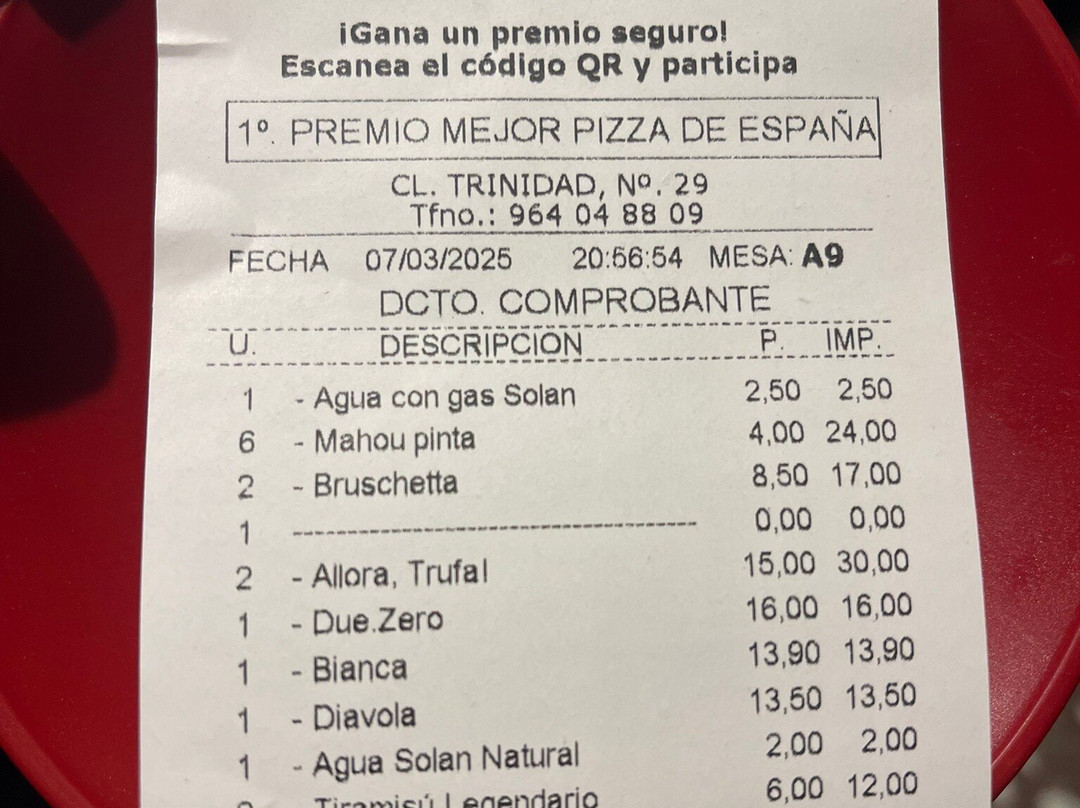 ¡Gana un premio seguro!
Escanea el código QR y participa
1º. PREMIO MEJOR PIZZA DE ESPAÑA
CL. TRINIDAD, Nº. 29
Tfno.: 964 04 88 09
FECHA 07/03/2025 20:56:54 MESA: A9
DCTO. COMPROBANTE
U. DESCRIPCION P. IMP.
1 - Agua con gas Solan 2,50 2,50
6 - Mahou pinta 4,00 24,00
2 - Bruschetta 8,50 17,00
1 ------------------------------------ 0,00 0,00
2 - Allora, Trufal 15,00 30,00
1 - Due.Zero 16,00 16,00
1 - Bianca 13,90 13,90
1 - Diavola 13,50 13,50
1 - Agua Solan Natural 2,00 2,00
2 - Tiramisú Legendario 6,00 12,00